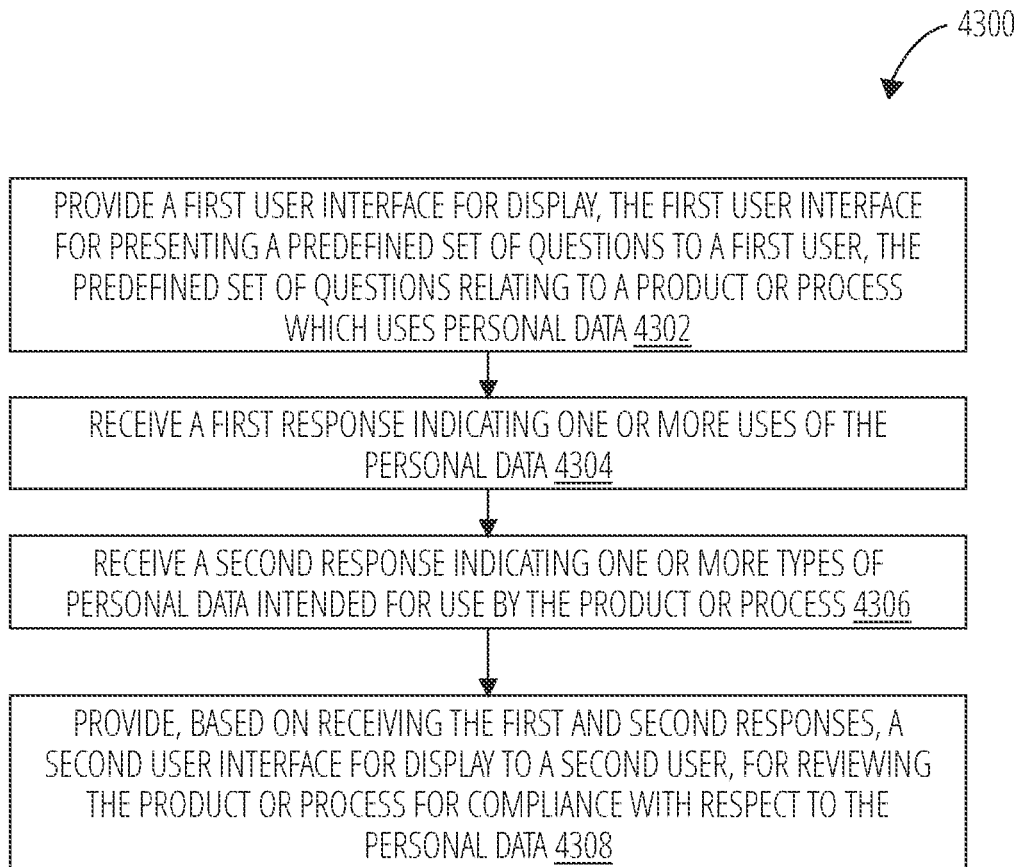 4300
PROVIDE A FIRST USER INTERFACE FOR DISPLAY, THE FIRST USER INTERFACE
FOR PRESENTING A PREDEFINED SET OF QUESTIONS TO A FIRST USER, THE
PREDEFINED SET OF QUESTIONS RELATING TO A PRODUCT OR PROCESS
WHICH USES PERSONAL DATA 4302
RECEIVE A FIRST RESPONSE INDICATING ONE OR MORE USES OF THE
PERSONAL DATA 4304
RECEIVE A SECOND RESPONSE INDICATING ONE OR MORE TYPES OF
PERSONAL DATA INTENDED FOR USE BY THE PRODUCT OR PROCESS 4306
PROVIDE, BASED ON RECEIVING THE FIRST AND SECOND RESPONSES, A
SECOND USER INTERFACE FOR DISPLAY TO A SECOND USER, FOR REVIEWING
THE PRODUCT OR PROCESS FOR COMPLIANCE WITH RESPECT TO THE
PERSONAL DATA 4308